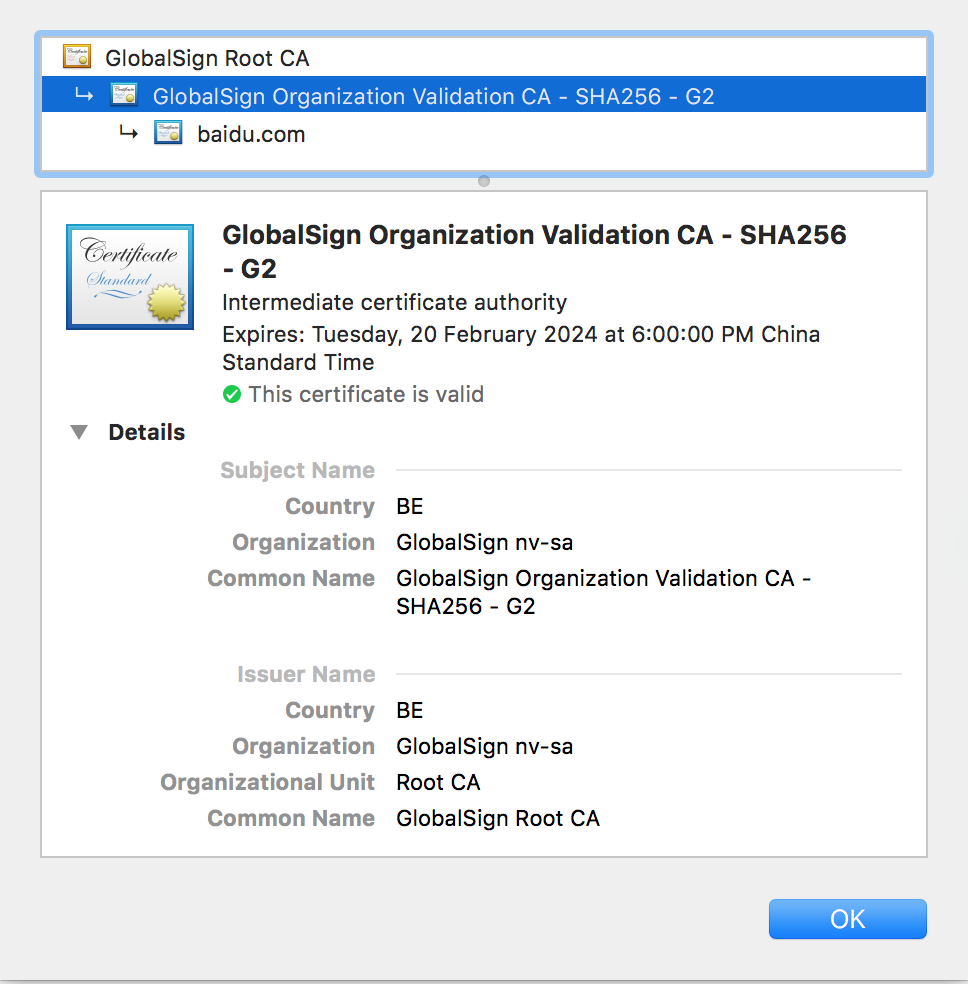 GlobalSign Root CA
GlobalSign Organization Validation CA - SHA256 - G2
baidu.com
Certificate
Standard
GlobalSign Organization Validation CA - SHA256
- G2
Intermediate certificate authority
Expires: Tuesday, 20 February 2024 at 6:00:00 PM China
Standard Time
This certificate is valid
Details
Subject Name
Country BE
Organization GlobalSign nv-sa
Common Name GlobalSign Organization Validation CA -
SHA256 - G2
Issuer Name
Country BE
Organization GlobalSign nv-sa
Organizational Unit Root CA
Common Name GlobalSign Root CA
OK